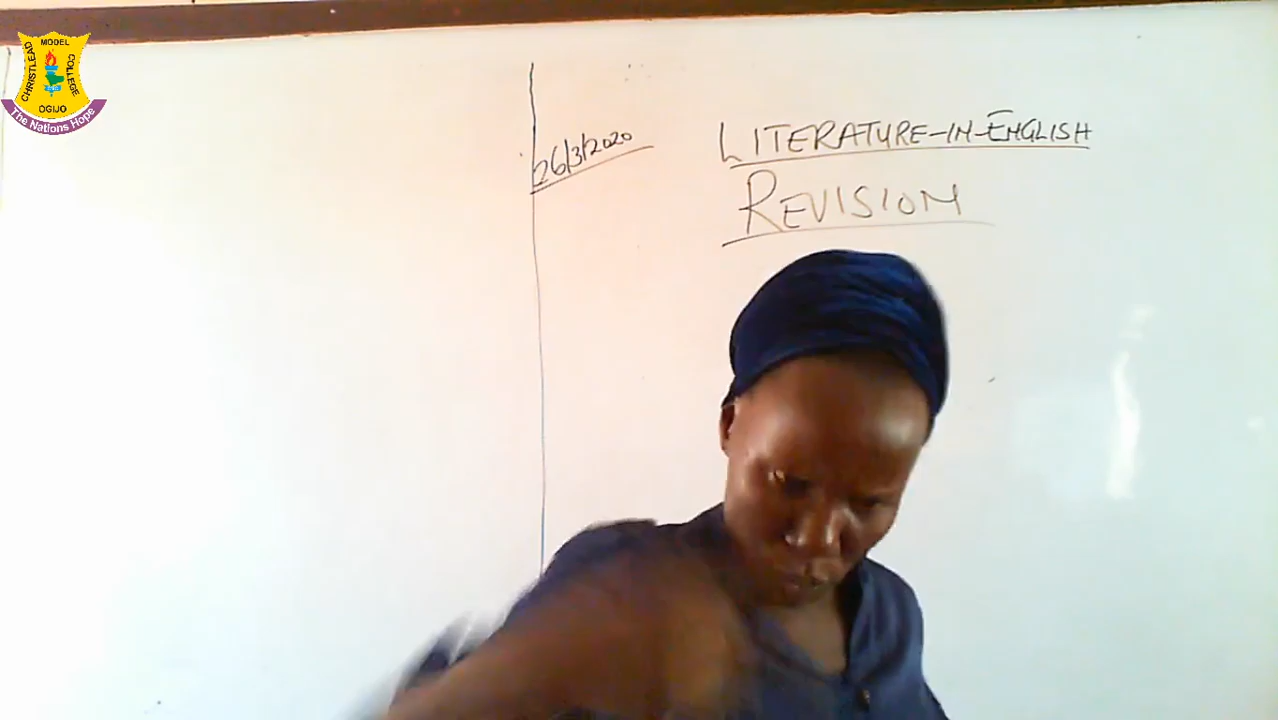 MODEL
CHRISTLEAD
COLLEGE
OGIJO
The Nations Hope
26/3/2020
LITERATURE-IN-ENGLISH
REVISION